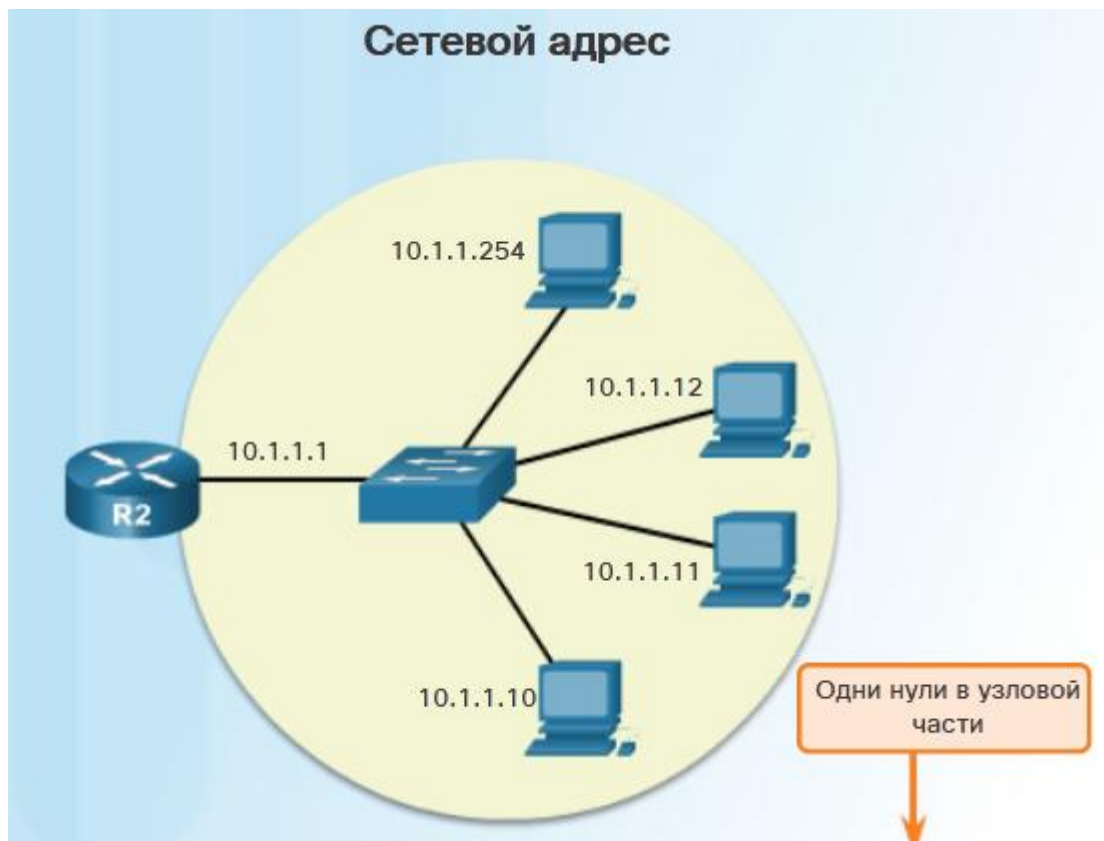 Сетевой адрес
10.1.1.254
10.1.1.12
10.1.1.1
R2
10.1.1.11
10.1.1.10
Одни нули в узловой
части